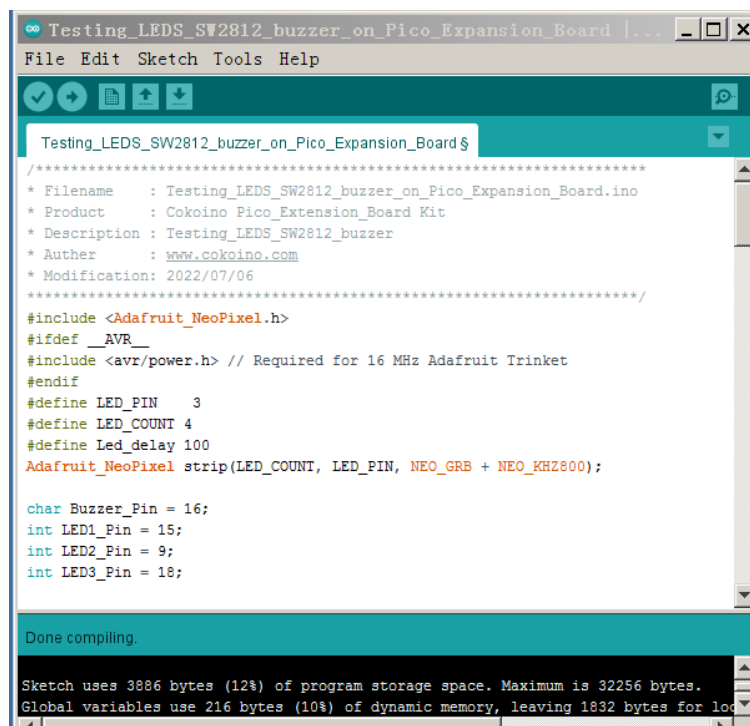 Testing_LEDS_SW2812_buzzer_on_Pico_Expansion_Board |...
File Edit Sketch Tools Help
Testing_LEDS_SW2812_buzzer_on_Pico_Expansion_Board §
/**********************************************************************
* Filename    : Testing_LEDS_SW2812_buzzer_on_Pico_Expansion_Board.ino
* Product     : Cokoino Pico_Extension_Board Kit
* Description : Testing_LEDS_SW2812_buzzer
* Auther      : www.cokoino.com
* Modification: 2022/07/06
**********************************************************************/
#include <Adafruit_NeoPixel.h>
#ifdef __AVR__
#include <avr/power.h> // Required for 16 MHz Adafruit Trinket
#endif
#define LED_PIN    3
#define LED_COUNT 4
#define Led_delay 100
Adafruit_NeoPixel strip(LED_COUNT, LED_PIN, NEO_GRB + NEO_KHZ800);
char Buzzer_Pin = 16;
int LED1_Pin = 15;
int LED2_Pin = 9;
int LED3_Pin = 18;
Done compiling.
Sketch uses 3886 bytes (12%) of program storage space. Maximum is 32256 bytes.
Global variables use 216 bytes (10%) of dynamic memory, leaving 1832 bytes for loc